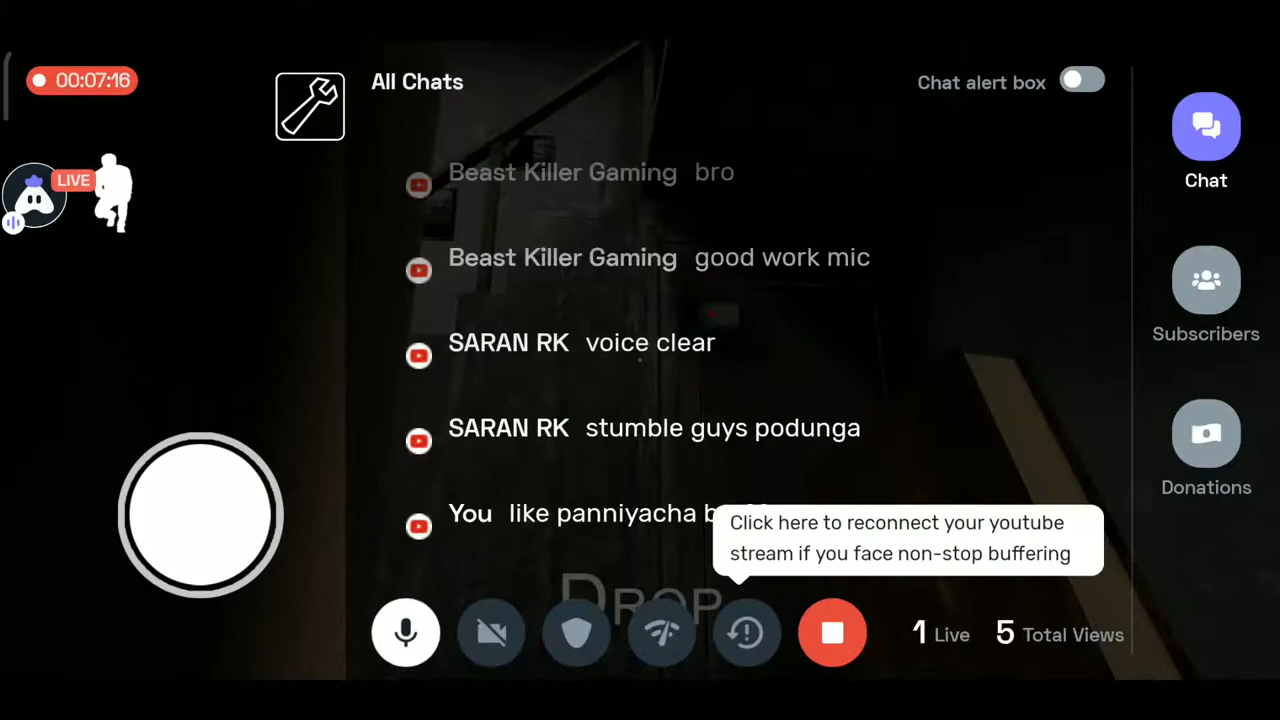 00:07:16
All Chats
Chat alert box
Beast Killer Gaming bro
Chat
LIVE
Beast Killer Gaming good work mic
SARAN RK voice clear
Subscribers
SARAN RK stumble guys podunga
Donations
You like panniyacha
Click here to reconnect your youtube
stream if you face non-stop buffering
DROP
1 Live 5 Total Views